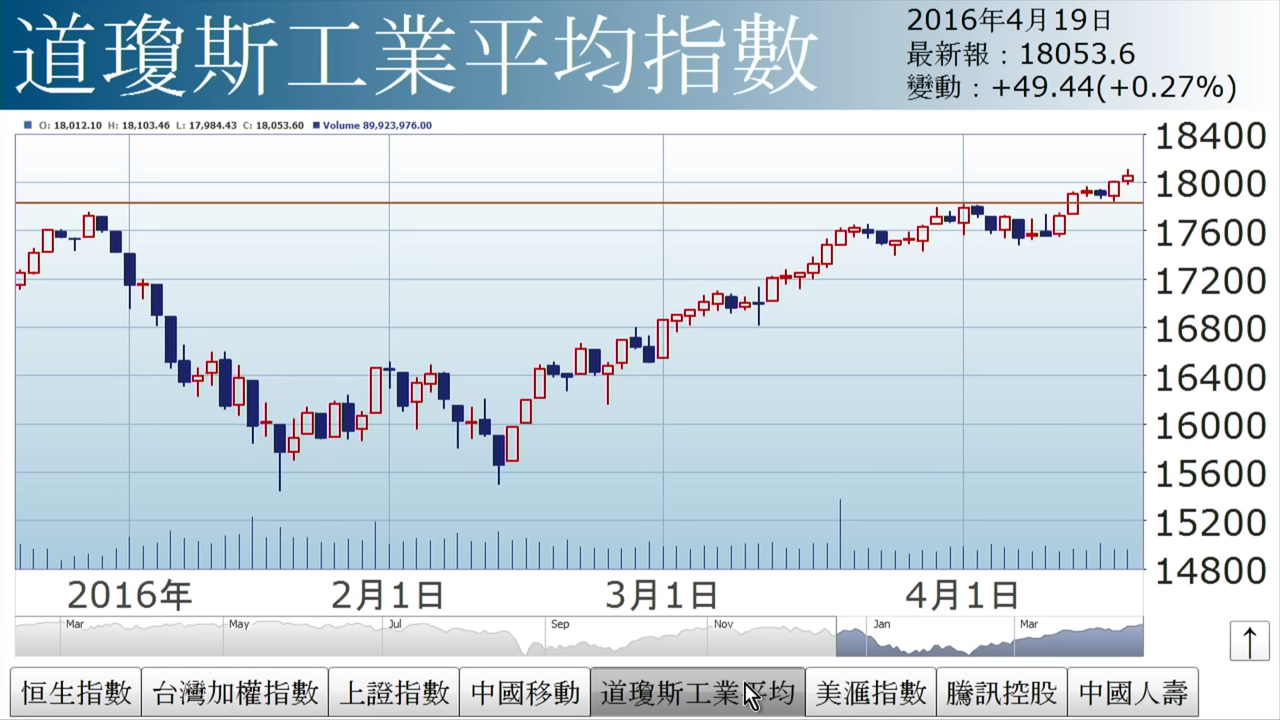 道瓊斯工業平均指數
2016年4月19日
最新報：18053.6
變動：+49.44(+0.27%)
O: 18,012.10 H: 18,103.46 L: 17,984.43 C: 18,053.60 Volume 89,923,976.00
18400
18000
17600
17200
16800
16400
16000
15600
15200
14800
2016年 2月1日 3月1日 4月1日
Mar May Jul Sep Nov Jan Mar
↑
恒生指數 台灣加權指數 上證指數 中國移動 道瓊斯工業平均 美滙指數 騰訊控股 中國人壽